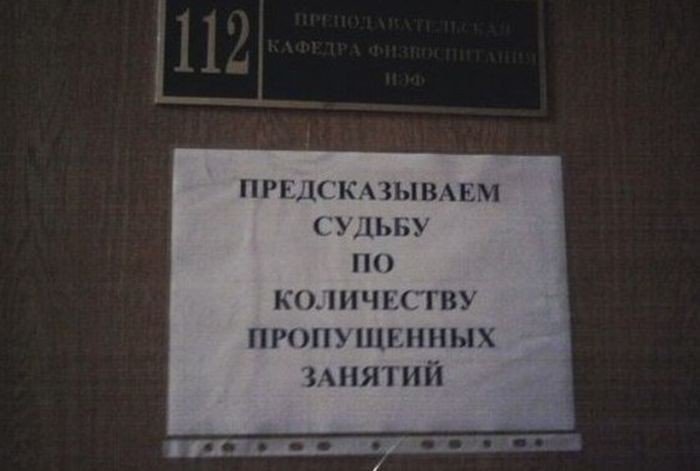 112
ПРЕПОДАВАТЕЛЬСКАЯ
КАФЕДРА ФИЗВОСПИТАНИЯ
ИЭФ
ПРЕДСКАЗЫВАЕМ
СУДЬБУ
ПО
КОЛИЧЕСТВУ
ПРОПУЩЕННЫХ
ЗАНЯТИЙ